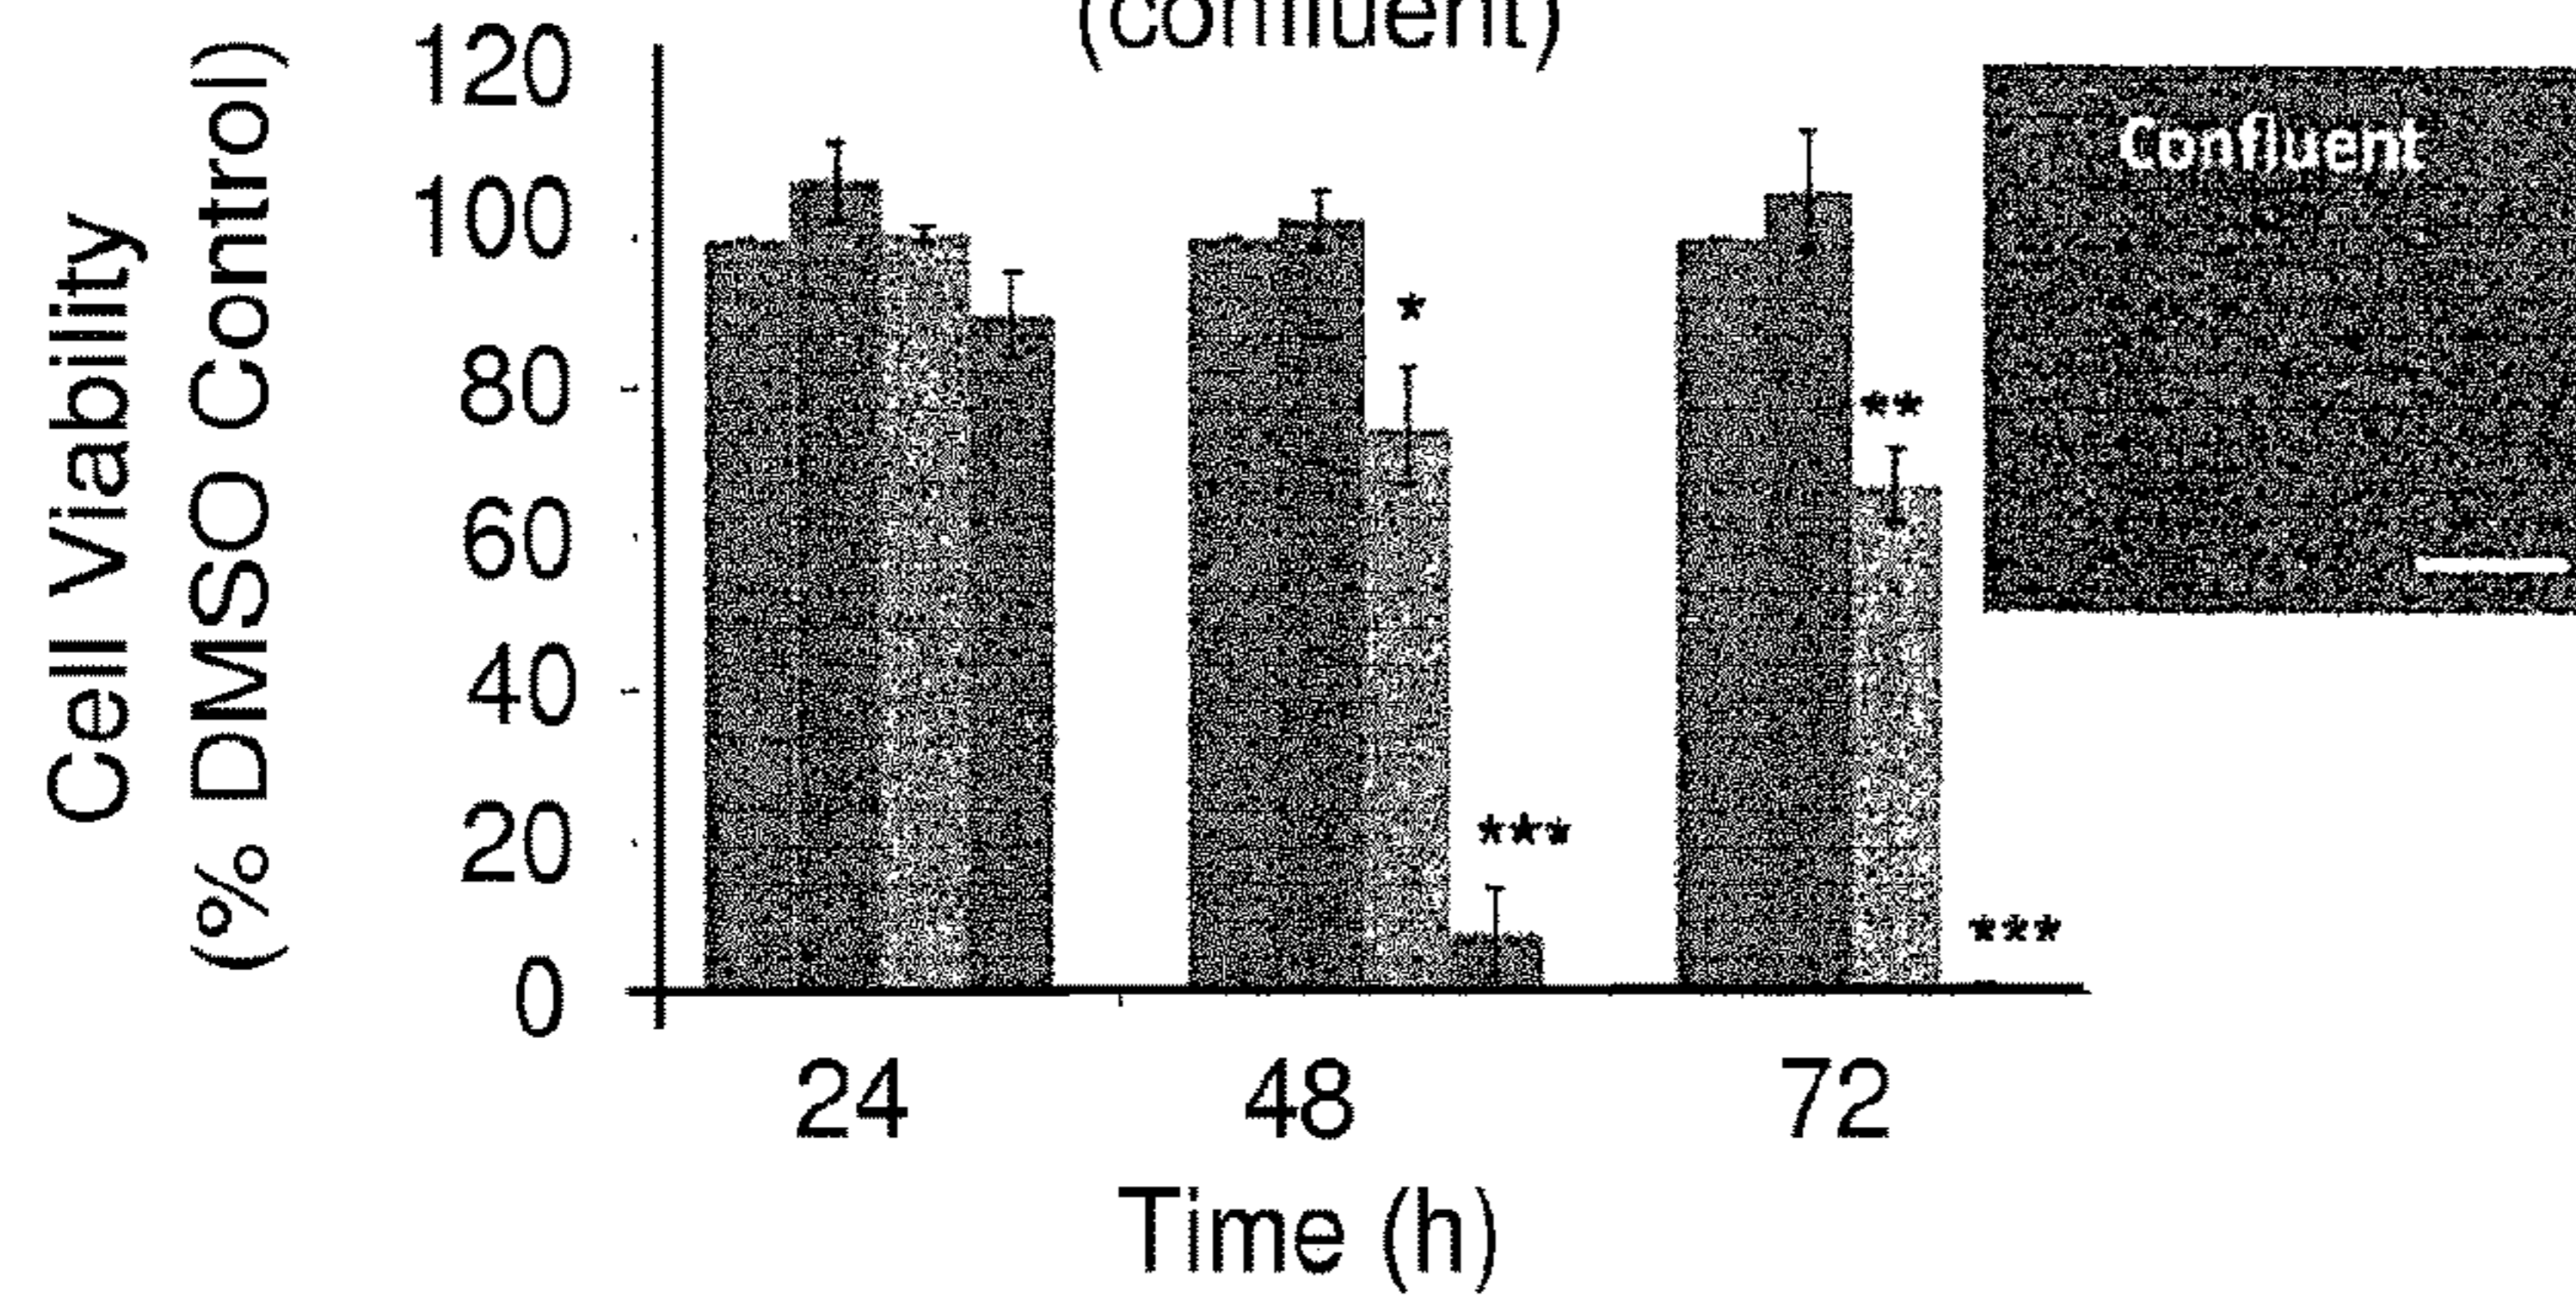 (confluent)
Cell Viability
(% DMSO Control)
120
100
80
60
40
20
0
*
***
**
***
24
48
72
Time (h)
Confluent